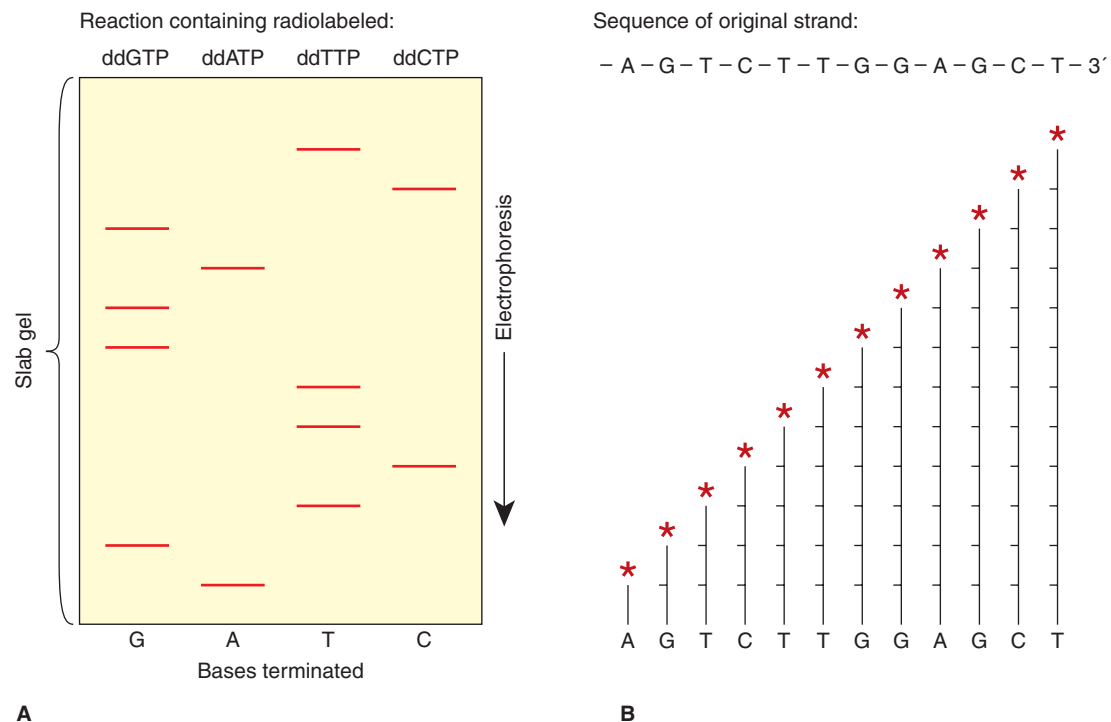 Reaction containing radiolabeled:
ddGTP ddATP ddTTP ddCTP
Slab gel
Electrophoresis
G A T C
Bases terminated
A
Sequence of original strand:
– A – G – T – C – T – T – G – G – A – G – C – T – 3´
* * * * * * * * * * * *
A G T C T T G G A G C T
B